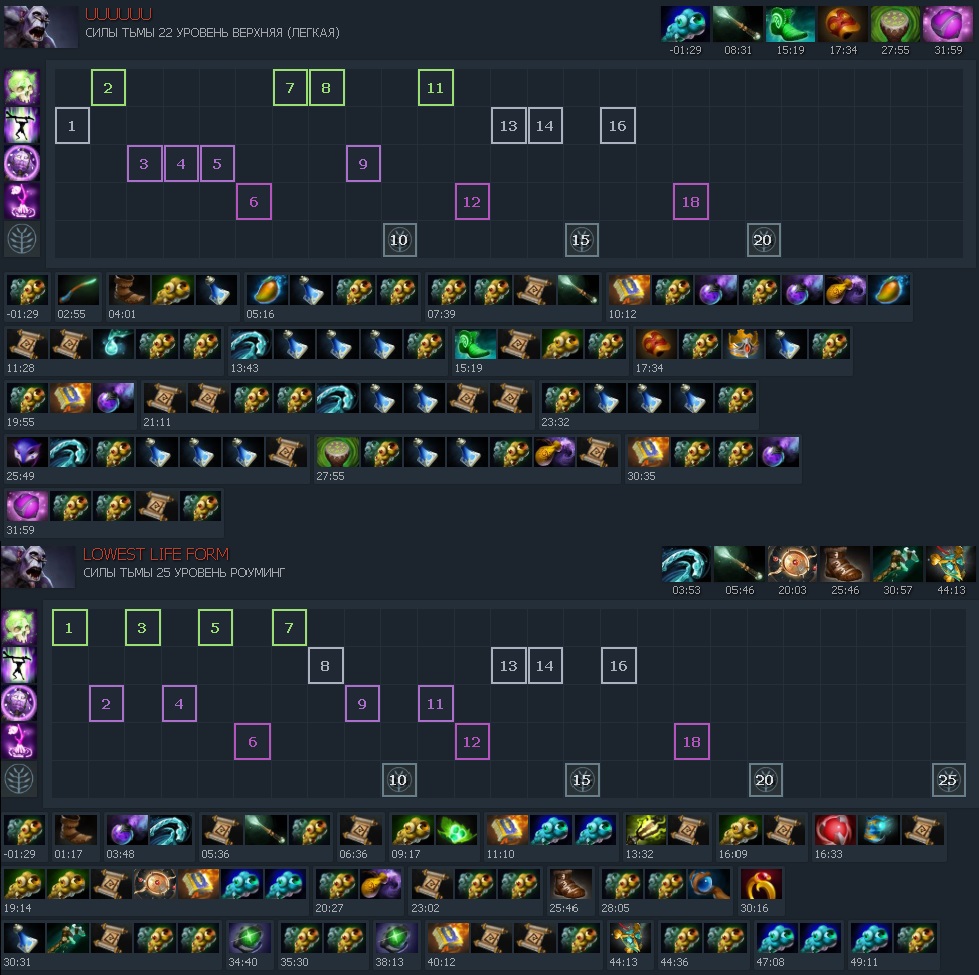 UUUUUU
СИЛЫ ТЬМЫ 22 УРОВЕНЬ ВЕРХНЯЯ (ЛЕГКАЯ)
-01:29 08:31 15:19 17:34 27:55 31:59
2 7 8 11
1 13 14 16
3 4 5 9
6 12 18
10 15 20
-01:29 02:55 04:01 05:16 07:39 10:12
11:28 13:43 15:19 17:34
19:55 21:11 23:32
25:49 27:55 30:35
31:59
LOWEST LIFE FORM
СИЛЫ ТЬМЫ 25 УРОВЕНЬ РОУМИНГ
03:53 05:46 20:03 25:46 30:57 44:13
1 3 5 7
8 13 14 16
2 4 9 11
6 12 18
10 15 20 25
-01:29 01:17 03:48 05:36 06:36 09:17 11:10 13:32 16:09 16:33
19:14 20:27 23:02 25:46 28:05 30:16
30:31 34:40 35:30 38:13 40:12 44:13 44:36 47:08 49:11